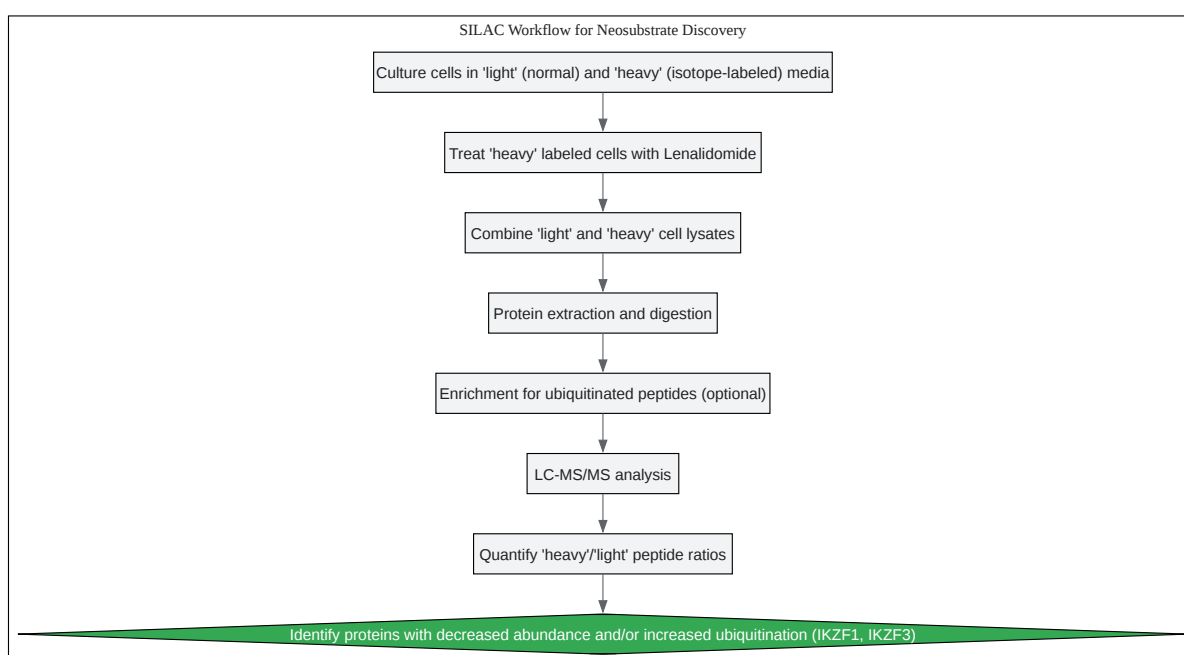 SILAC Workflow for Neosubstrate Discovery
Culture cells in 'light' (normal) and 'heavy' (isotope-labeled) media
Treat 'heavy' labeled cells with Lenalidomide
Combine 'light' and 'heavy' cell lysates
Protein extraction and digestion
Enrichment for ubiquitinated peptides (optional)
LC-MS/MS analysis
Quantify 'heavy'/'light' peptide ratios
Identify proteins with decreased abundance and/or increased ubiquitination (IKZF1, IKZF3)